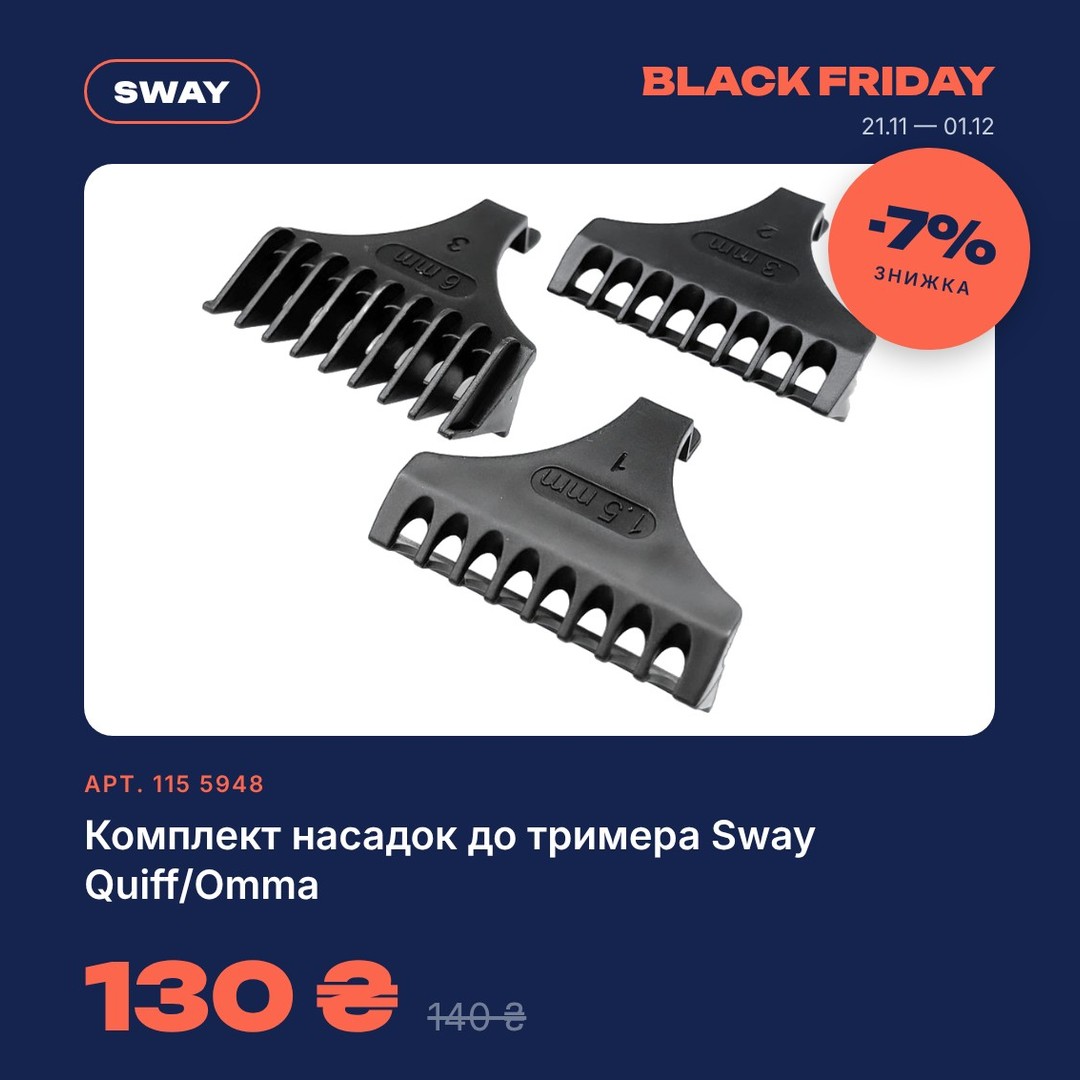 SWAY
BLACK FRIDAY
21.11 — 01.12
-7%
ЗНИЖКА
3
6 mm
2
3 mm
1
1.5 mm
АРТ. 115 5948
Комплект насадок до тримера Sway
Quiff/Omma
130 ₴
140 ₴